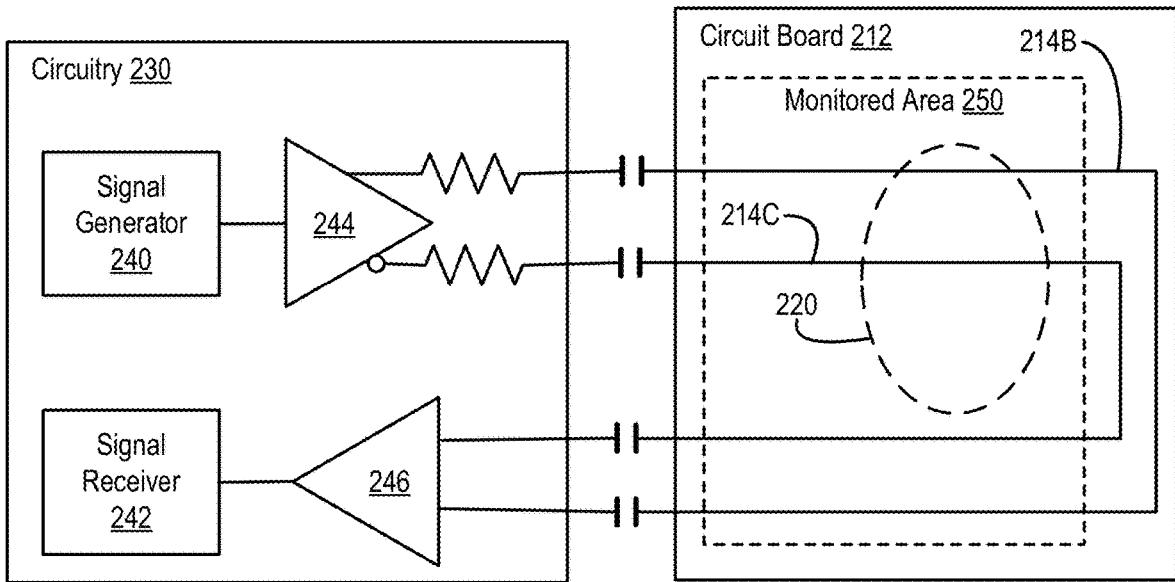 Circuitry 230
Signal
Generator
240
244
Signal
Receiver
242
246
Circuit Board 212
214B
Monitored Area 250
214C
220